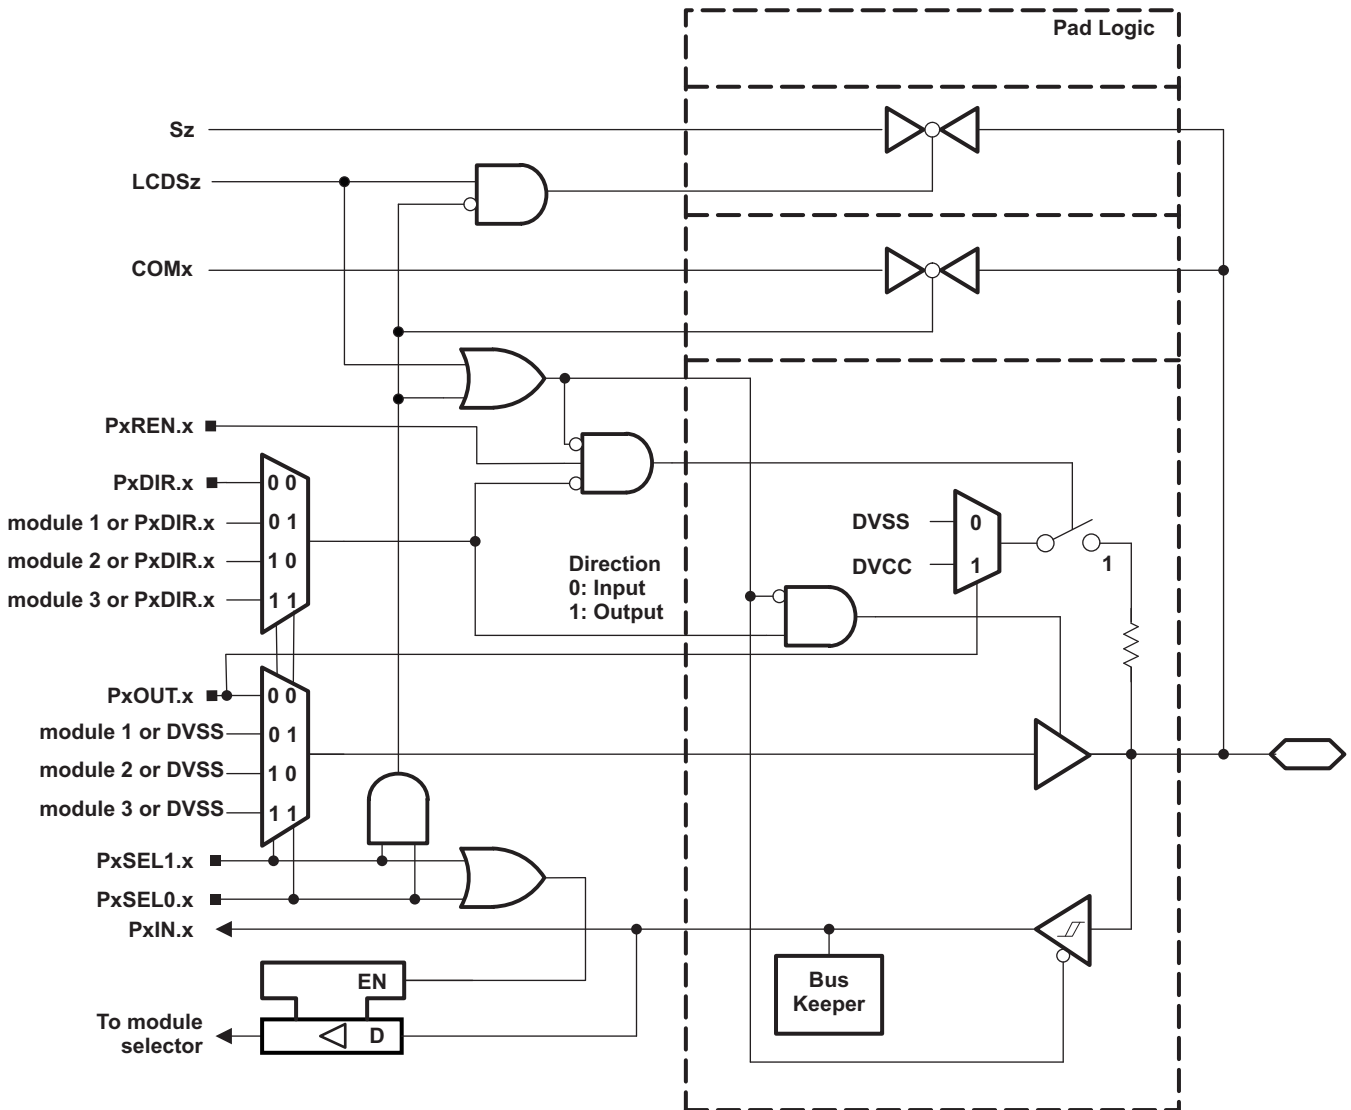 Pad Logic
Sz
LCDSz
COMx
PxREN.x
PxDIR.x
0 0
module 1 or PxDIR.x
0 1
module 2 or PxDIR.x
1 0
module 3 or PxDIR.x
1 1
Direction
0: Input
1: Output
DVSS
0
DVCC
1
1
PxOUT.x
0 0
module 1 or DVSS
0 1
module 2 or DVSS
1 0
module 3 or DVSS
1 1
PxSEL1.x
PxSEL0.x
PxIN.x
EN
D
To module
selector
Bus
Keeper